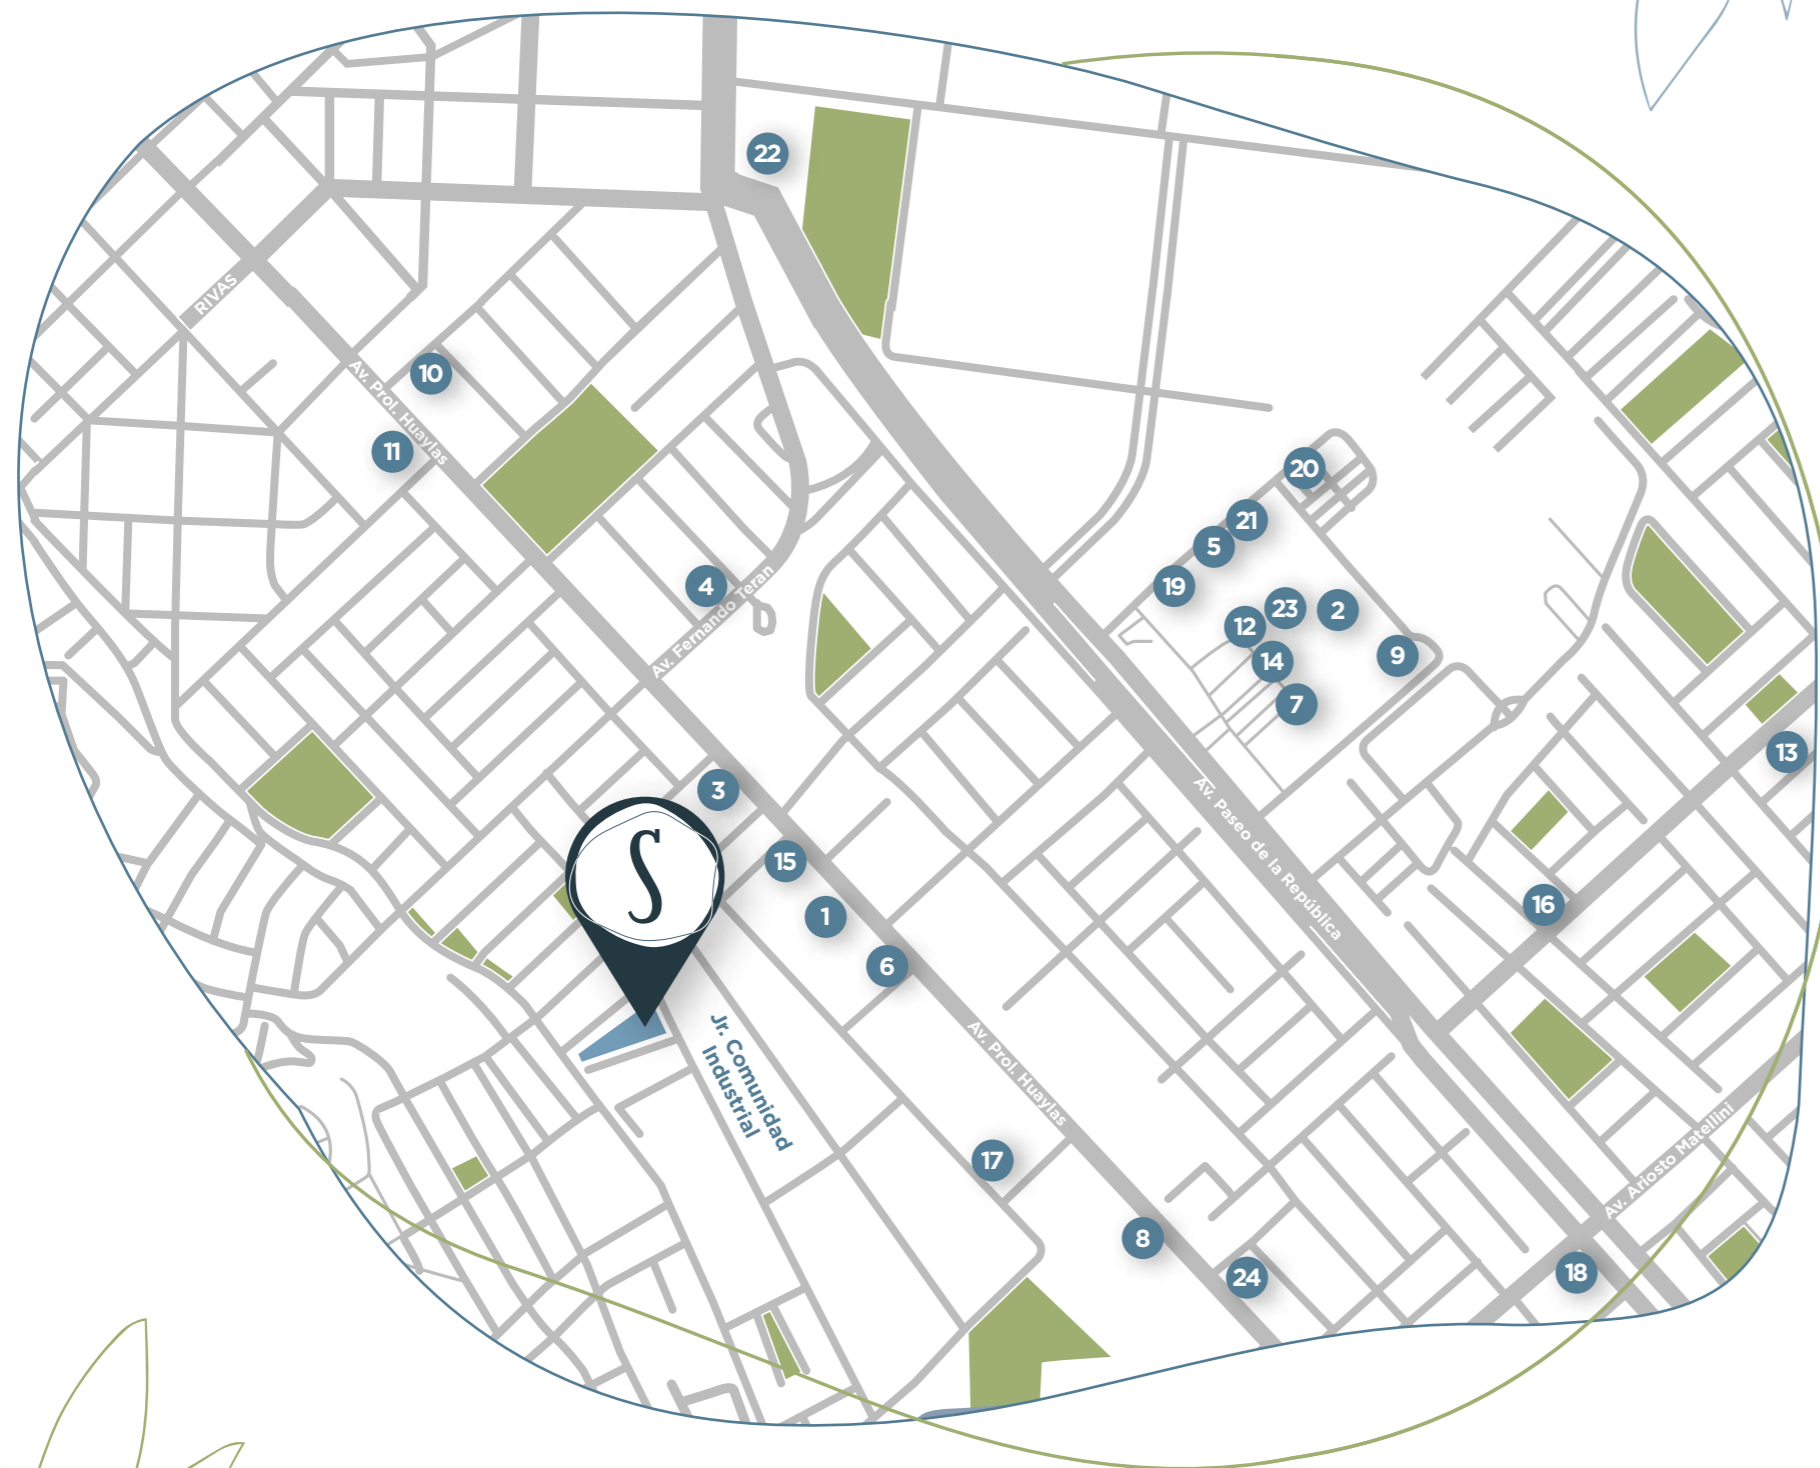 22
RIVAS
10
Av. Prol. Huaylas
11
20
21
5
4
19
Av. Fernando Teran
23
2
12
14
9
7
13
3
Av. Paseo de la República
S
15
16
1
6
Jr. Comunidad
Industrial
Av. Prol. Huaylas
17
Av. Ariosto Matellini
8
24
18